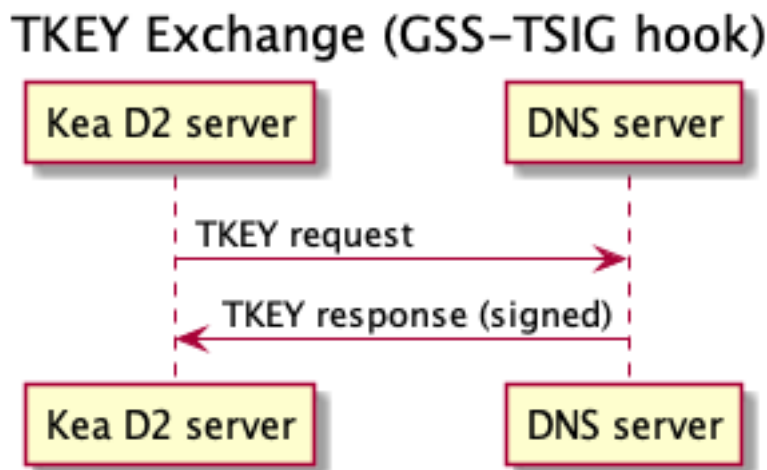 TKEY Exchange (GSS-TSIG hook)
Kea D2 server
DNS server
TKEY request
TKEY response (signed)
Kea D2 server
DNS server